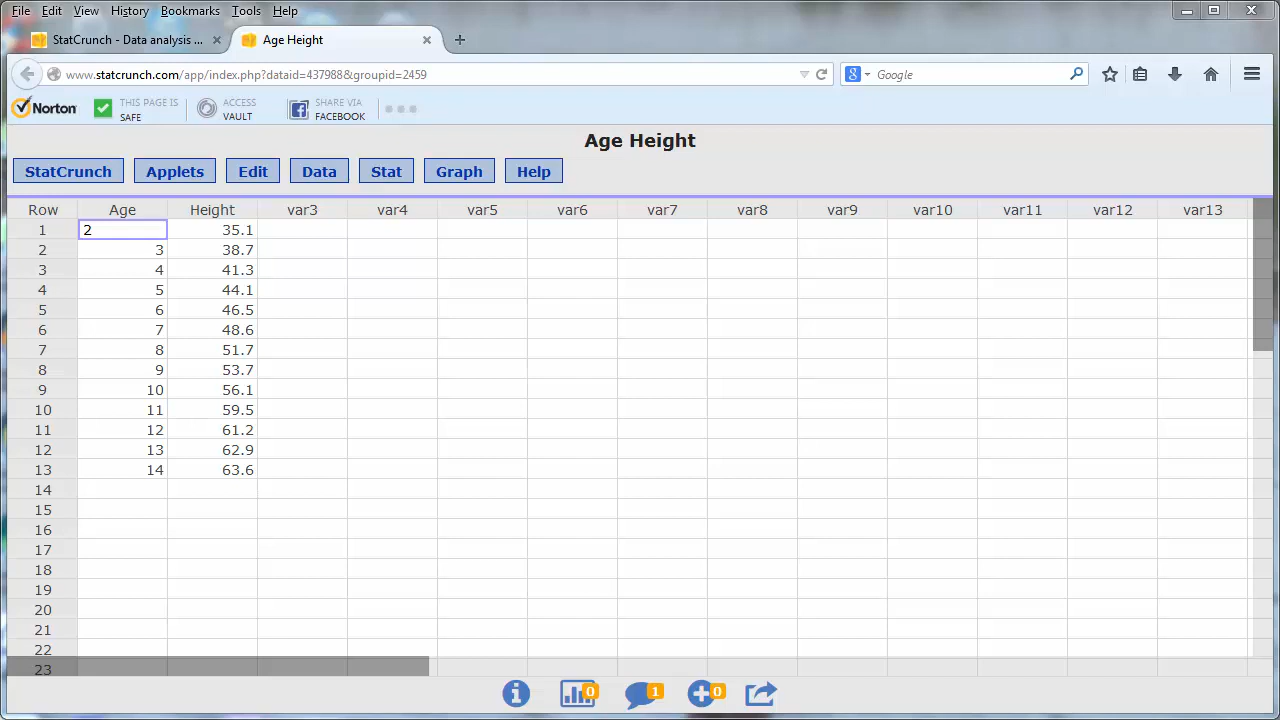 File Edit View History Bookmarks Tools Help
StatCrunch - Data analysis ... × Age Height × +
www.statcrunch.com/app/index.php?dataid=437988&groupid=2459 Google
Norton THIS PAGE IS SAFE ACCESS VAULT SHARE VIA FACEBOOK
Age Height
StatCrunch Applets Edit Data Stat Graph Help
Row Age Height var3 var4 var5 var6 var7 var8 var9 var10 var11 var12 var13
1 2 35.1
2 3 38.7
3 4 41.3
4 5 44.1
5 6 46.5
6 7 48.6
7 8 51.7
8 9 53.7
9 10 56.1
10 11 59.5
11 12 61.2
12 13 62.9
13 14 63.6
14
15
16
17
18
19
20
21
22
23
0 1 0